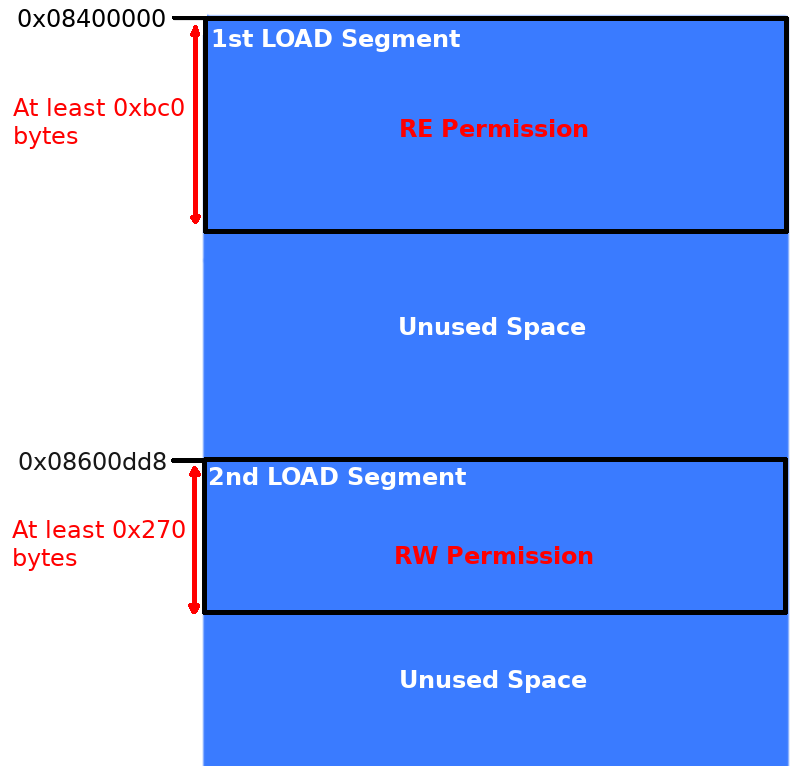 0x08400000
1st LOAD Segment
At least 0xbc0
bytes
RE Permission
Unused Space
0x08600dd8
2nd LOAD Segment
At least 0x270
bytes
RW Permission
Unused Space